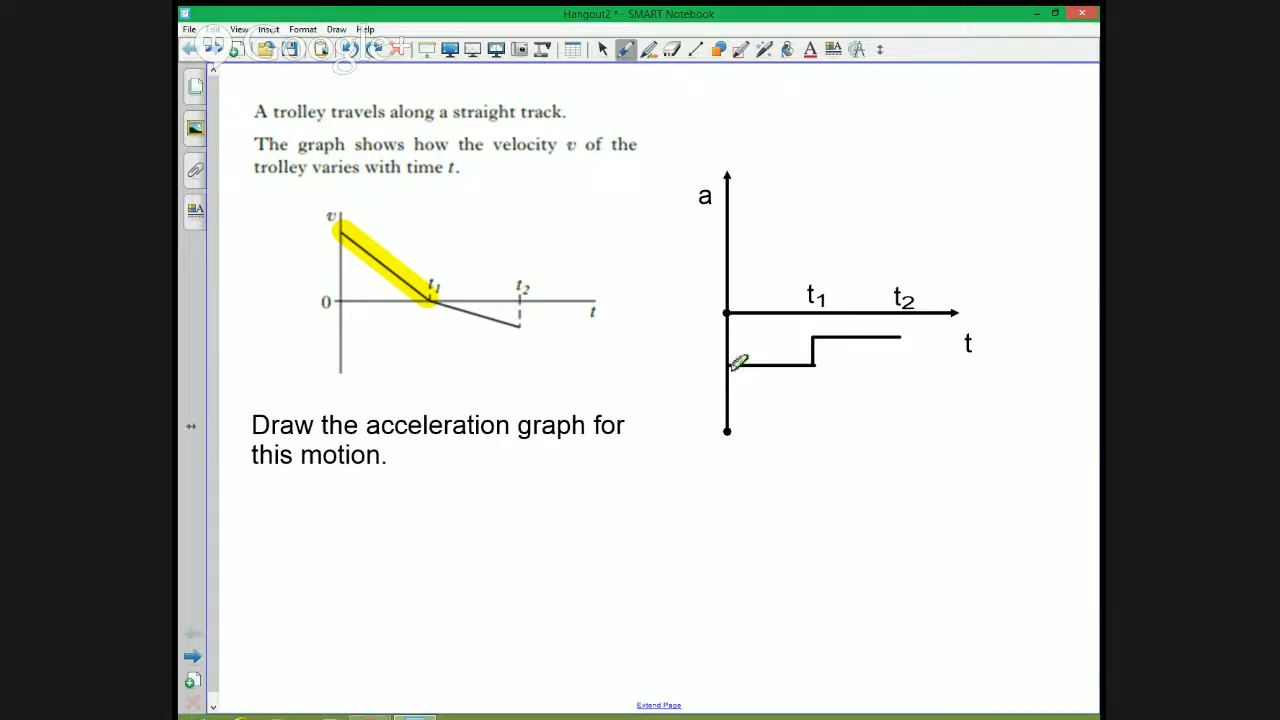 Hangout2 * - SMART Notebook
File Edit View Insert Format Draw Help
Google+
A trolley travels along a straight track.
The graph shows how the velocity v of the
trolley varies with time t.
v
t1
t2
0
t
a
t1
t2
t
Draw the acceleration graph for
this motion.
Extend Page